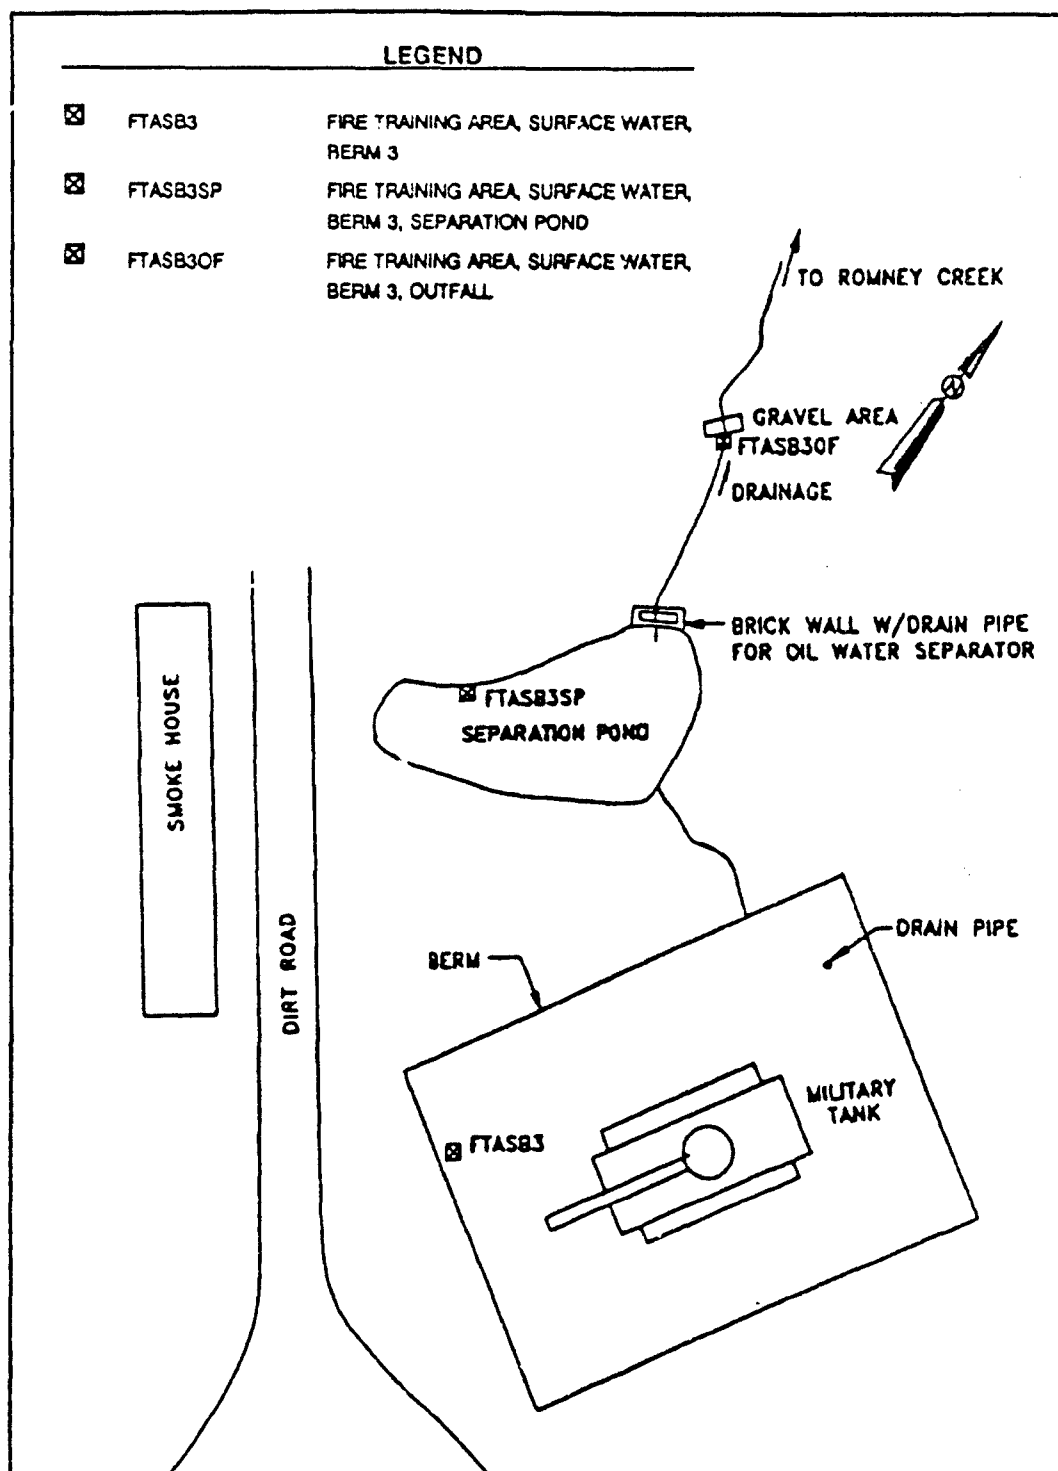 LEGEND
FTASB3 FIRE TRAINING AREA, SURFACE WATER,
BERM 3
FTASB3SP FIRE TRAINING AREA, SURFACE WATER,
BERM 3, SEPARATION POND
FTASB3OF FIRE TRAINING AREA, SURFACE WATER,
BERM 3, OUTFALL
TO ROMNEY CREEK
N
GRAVEL AREA
FTASB3OF
DRAINAGE
BRICK WALL W/DRAIN PIPE
FOR OIL WATER SEPARATOR
FTASB3SP
SEPARATION POND
SMOKE HOUSE
DIRT ROAD
DRAIN PIPE
BERM
MILITARY
TANK
FTASB3